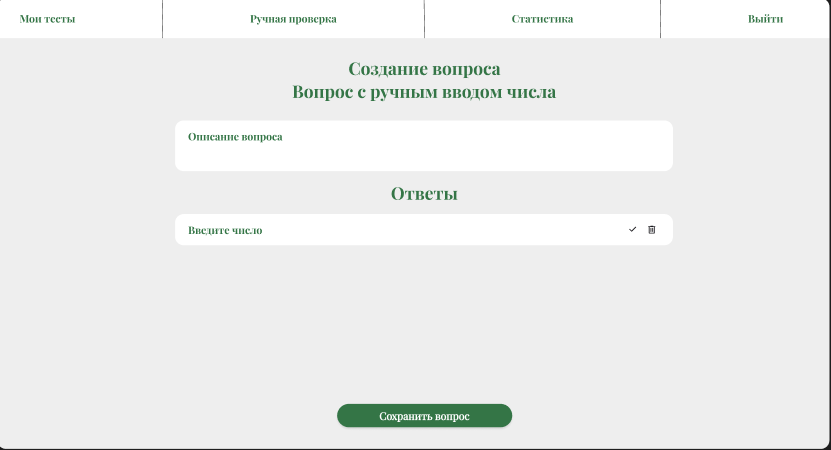 Мои тесты
Ручная проверка
Статистика
Выйти
Создание вопроса
Вопрос с ручным вводом числа
Описание вопроса
Ответы
Введите число
Сохранить вопрос